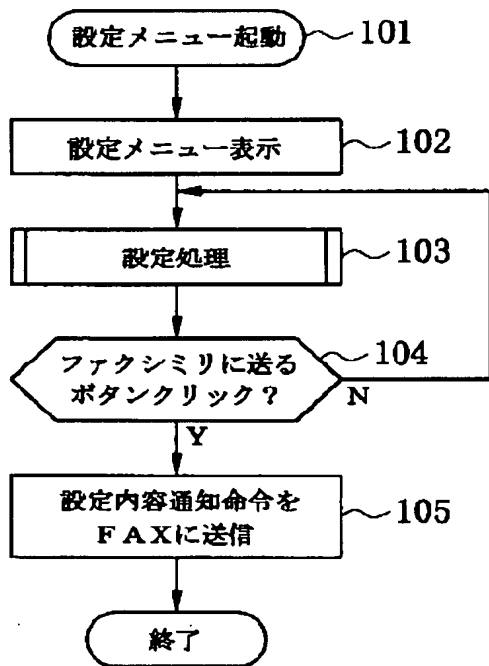 設定メニュー起動
101
設定メニュー表示
102
設定処理
103
ファクシミリに送る
ボタンクリック?
104
N
Y
設定内容通知命令を
FAXに送信
105
終了